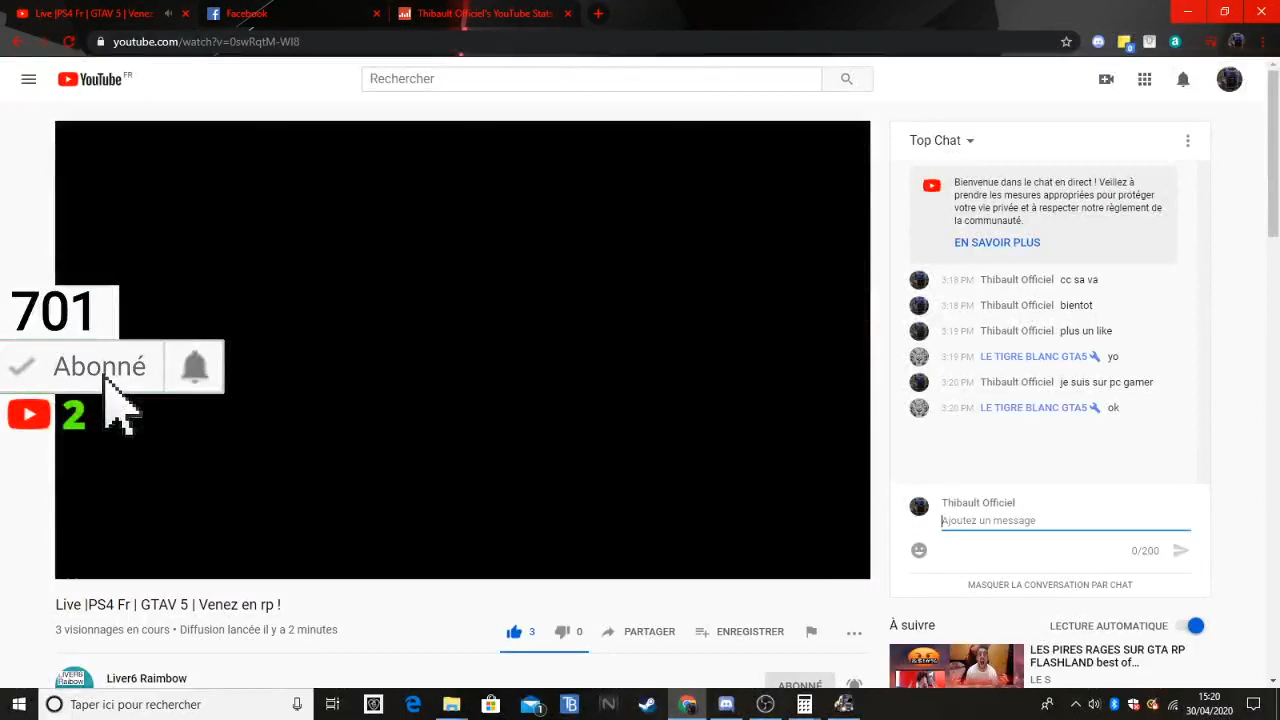 Live |PS4 Fr | GTAV 5 | Venez
Facebook
Thibault Officiel's YouTube Stats
youtube.com/watch?v=0swRqtM-WI8
YouTube FR
Rechercher
Top Chat
Bienvenue dans le chat en direct ! Veillez à
prendre les mesures appropriées pour protéger
votre vie privée et à respecter notre règlement de
la communauté.
EN SAVOIR PLUS
3:18 PM Thibault Officiel cc sa va
3:18 PM Thibault Officiel bientot
3:19 PM Thibault Officiel plus un like
3:19 PM LE TIGRE BLANC GTA5 yo
3:20 PM Thibault Officiel je suis sur pc gamer
3:20 PM LE TIGRE BLANC GTA5 ok
701
Abonné
2
Thibault Officiel
Ajoutez un message
0/200
MASQUER LA CONVERSATION PAR CHAT
Live |PS4 Fr | GTAV 5 | Venez en rp !
3 visionnages en cours • Diffusion lancée il y a 2 minutes
3
0
PARTAGER
ENREGISTRER
À suivre
LECTURE AUTOMATIQUE
LES PIRES RAGES SUR GTA RP
FLASHLAND best of...
LE S
LIVER6
Raibow
Liver6 Raimbow
ABONNÉ
Taper ici pour rechercher
15:20
30/04/2020